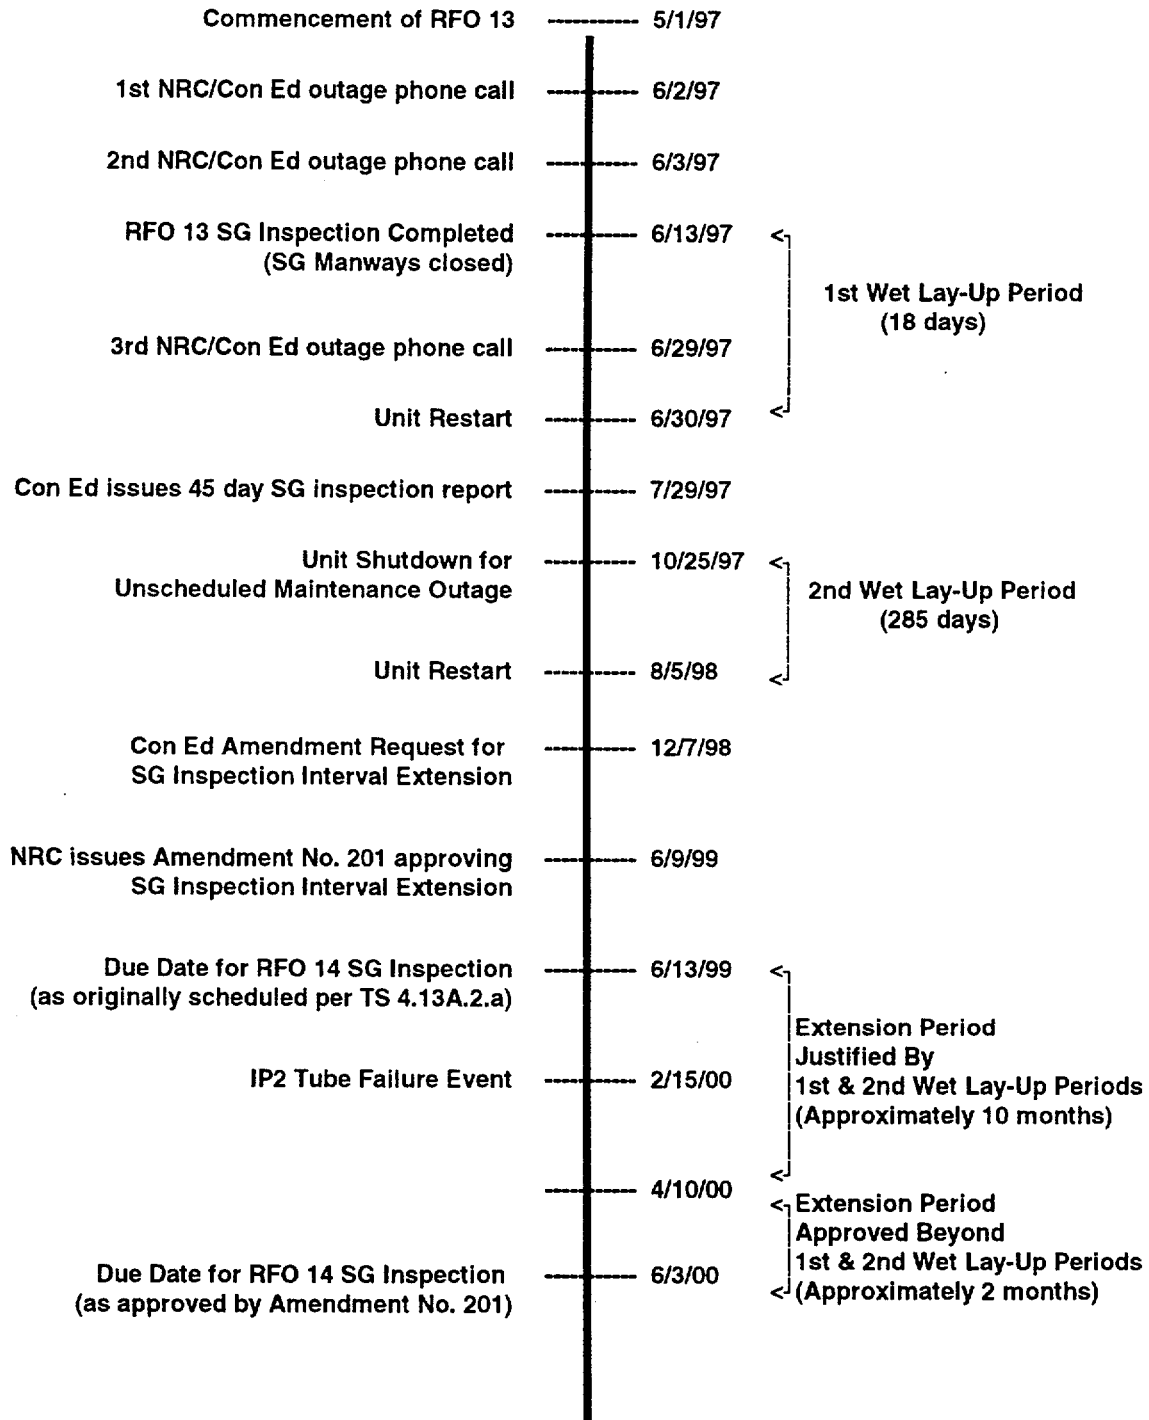 Commencement of RFO 13 --------- 5/1/97
1st NRC/Con Ed outage phone call --------- 6/2/97
2nd NRC/Con Ed outage phone call --------- 6/3/97
RFO 13 SG Inspection Completed --------- 6/13/97
(SG Manways closed)
1st Wet Lay-Up Period
(18 days)
3rd NRC/Con Ed outage phone call --------- 6/29/97
Unit Restart --------- 6/30/97
Con Ed issues 45 day SG inspection report --------- 7/29/97
Unit Shutdown for --------- 10/25/97
Unscheduled Maintenance Outage
2nd Wet Lay-Up Period
(285 days)
Unit Restart --------- 8/5/98
Con Ed Amendment Request for --------- 12/7/98
SG Inspection Interval Extension
NRC issues Amendment No. 201 approving --------- 6/9/99
SG Inspection Interval Extension
Due Date for RFO 14 SG Inspection --------- 6/13/99
(as originally scheduled per TS 4.13A.2.a)
Extension Period
Justified By
1st & 2nd Wet Lay-Up Periods
(Approximately 10 months)
IP2 Tube Failure Event --------- 2/15/00
--------- 4/10/00
Extension Period
Approved Beyond
1st & 2nd Wet Lay-Up Periods
(Approximately 2 months)
Due Date for RFO 14 SG Inspection --------- 6/3/00
(as approved by Amendment No. 201)